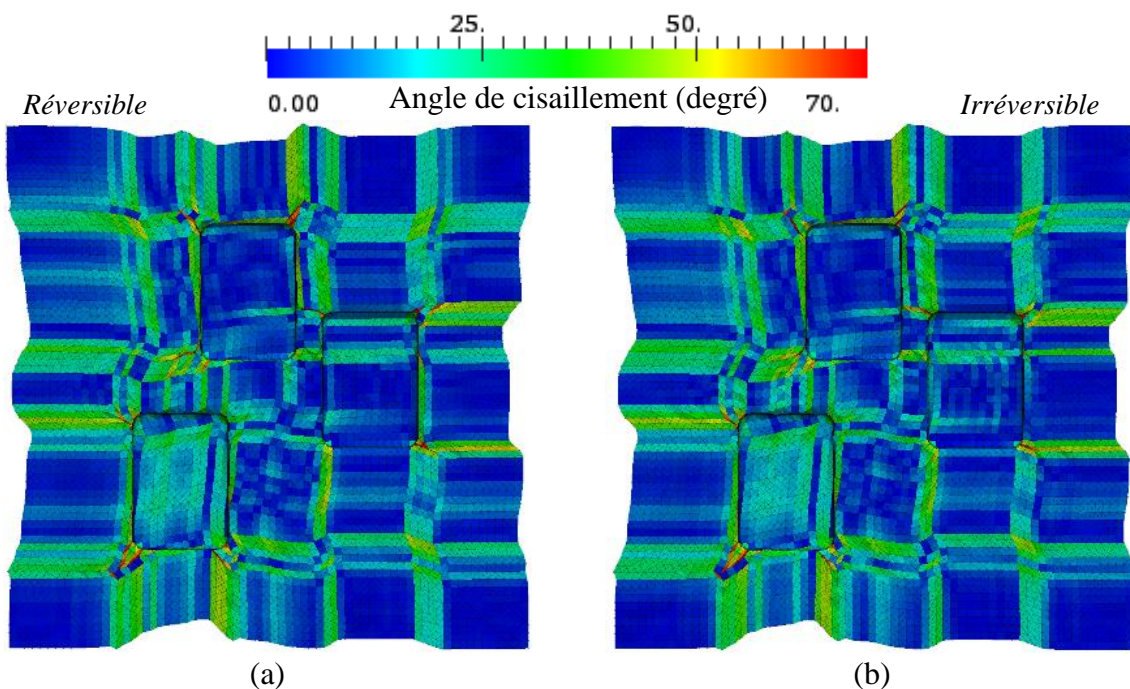 25. 50.
0.00 Angle de cisaillement (degré) 70.
Réversible Irréversible
(a) (b)